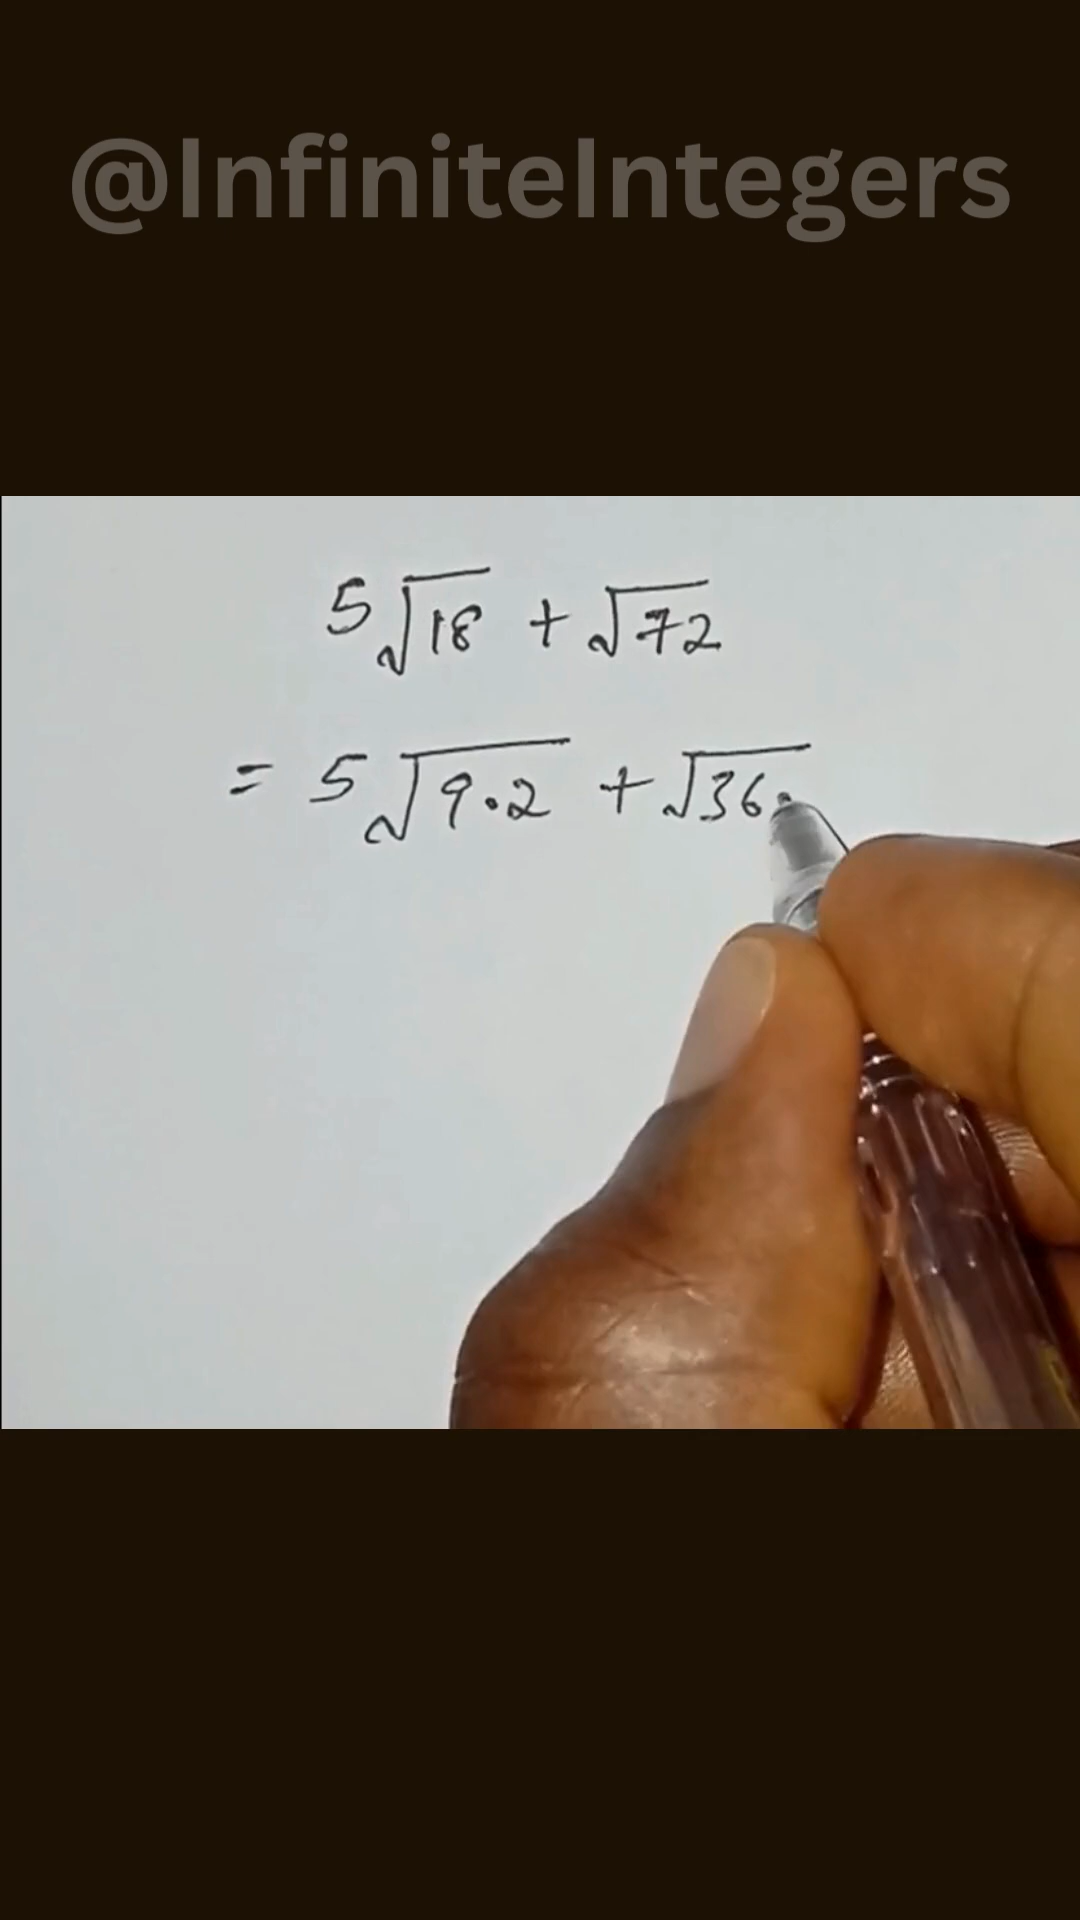 @InfiniteIntegers
5√18 + √72
= 5√9·2 + √36·